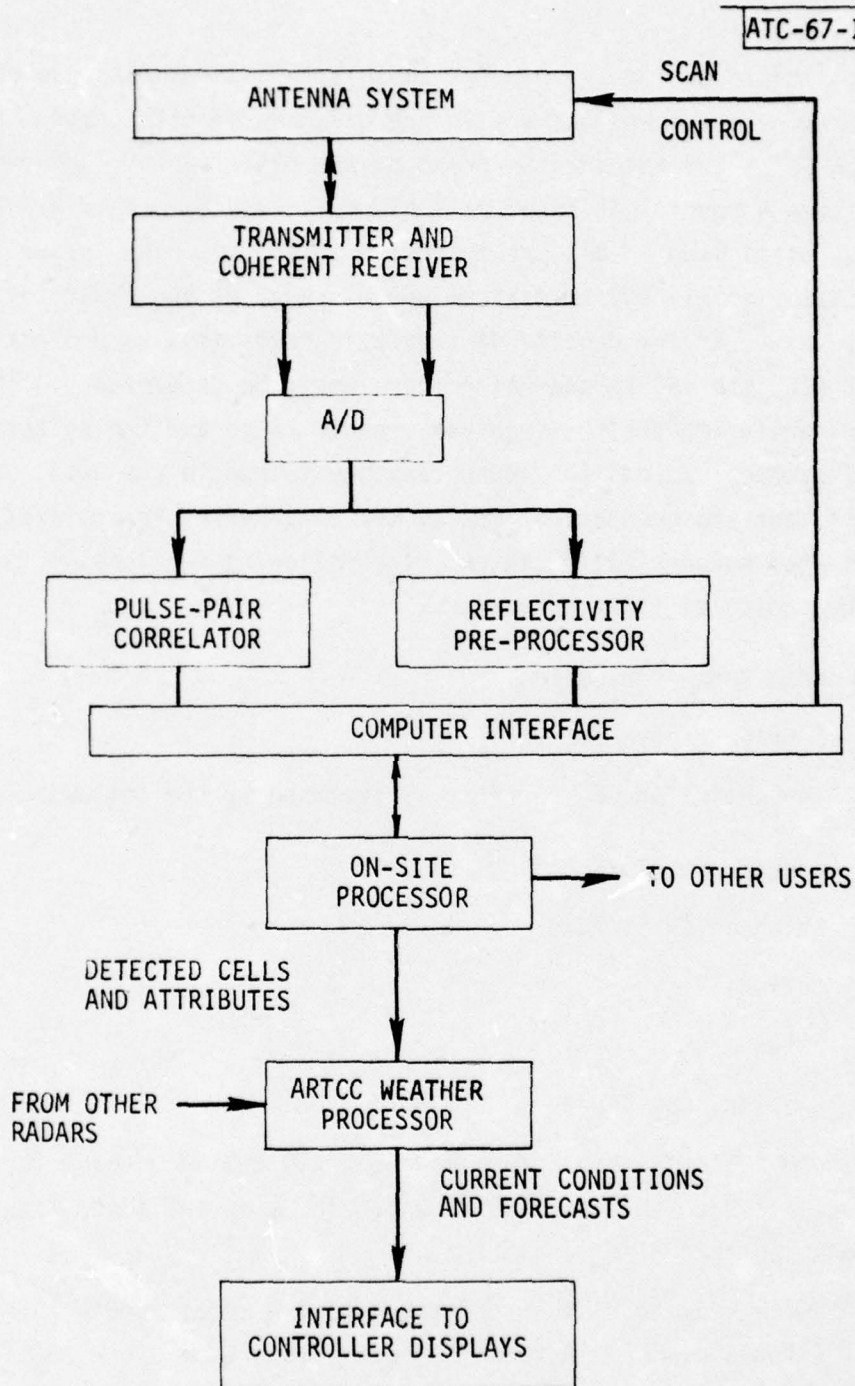 ATC-67-
SCAN
CONTROL
ANTENNA SYSTEM
TRANSMITTER AND
COHERENT RECEIVER
A/D
PULSE-PAIR
CORRELATOR
REFLECTIVITY
PRE-PROCESSOR
COMPUTER INTERFACE
ON-SITE
PROCESSOR
TO OTHER USERS
DETECTED CELLS
AND ATTRIBUTES
FROM OTHER
RADARS
ARTCC WEATHER
PROCESSOR
CURRENT CONDITIONS
AND FORECASTS
INTERFACE TO
CONTROLLER DISPLAYS